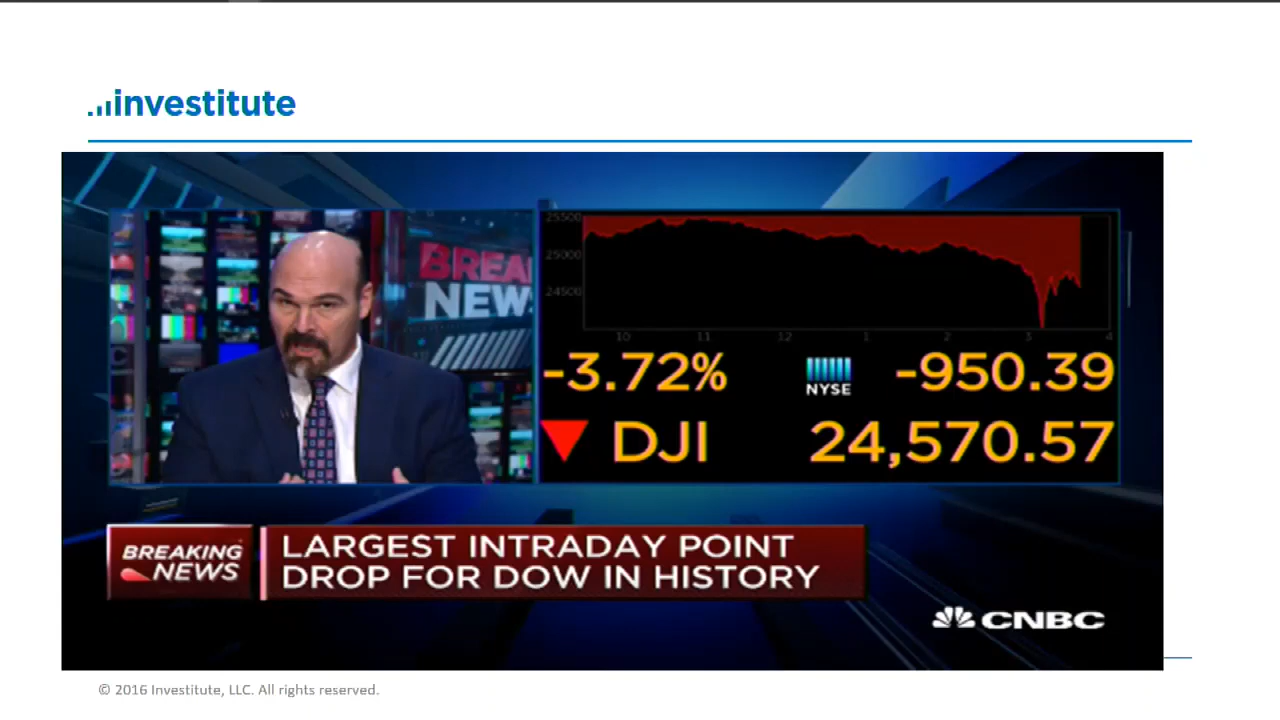 investitute
BREA
NEWS
25500
25000
24500
10 11 12 1 2 3 4
-3.72% NYSE -950.39
DJI 24,570.57
BREAKING
NEWS
LARGEST INTRADAY POINT
DROP FOR DOW IN HISTORY
CNBC
© 2016 Investitute, LLC. All rights reserved.